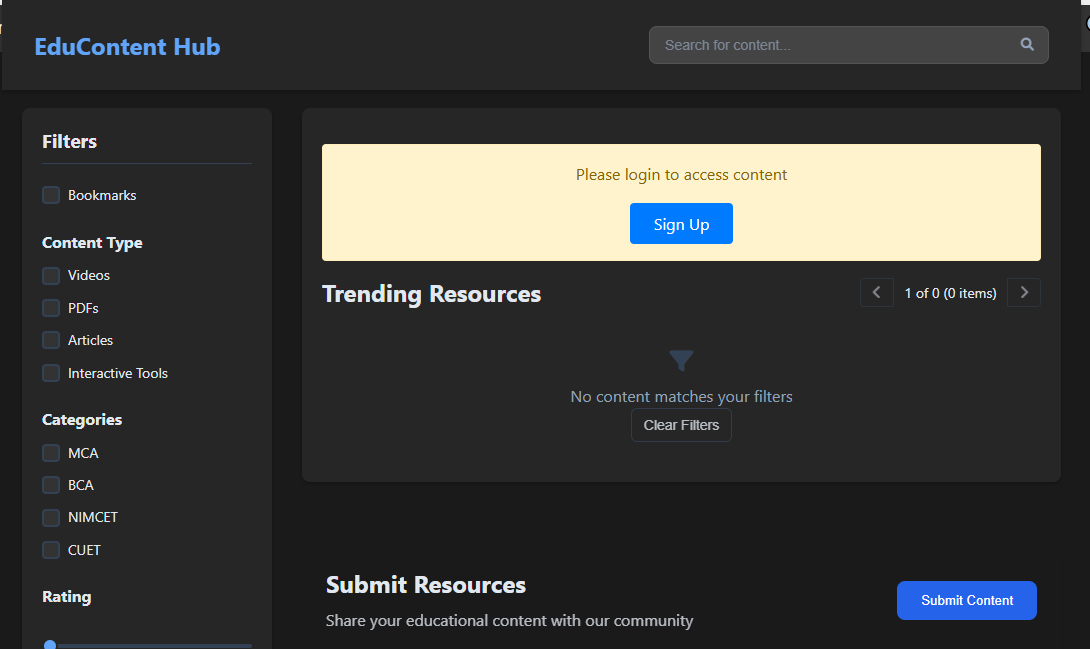 EduContent Hub
Search for content...
Filters
Bookmarks
Content Type
Videos
PDFs
Articles
Interactive Tools
Categories
MCA
BCA
NIMCET
CUET
Rating
Please login to access content
Sign Up
Trending Resources
1 of 0 (0 items)
No content matches your filters
Clear Filters
Submit Resources
Share your educational content with our community
Submit Content